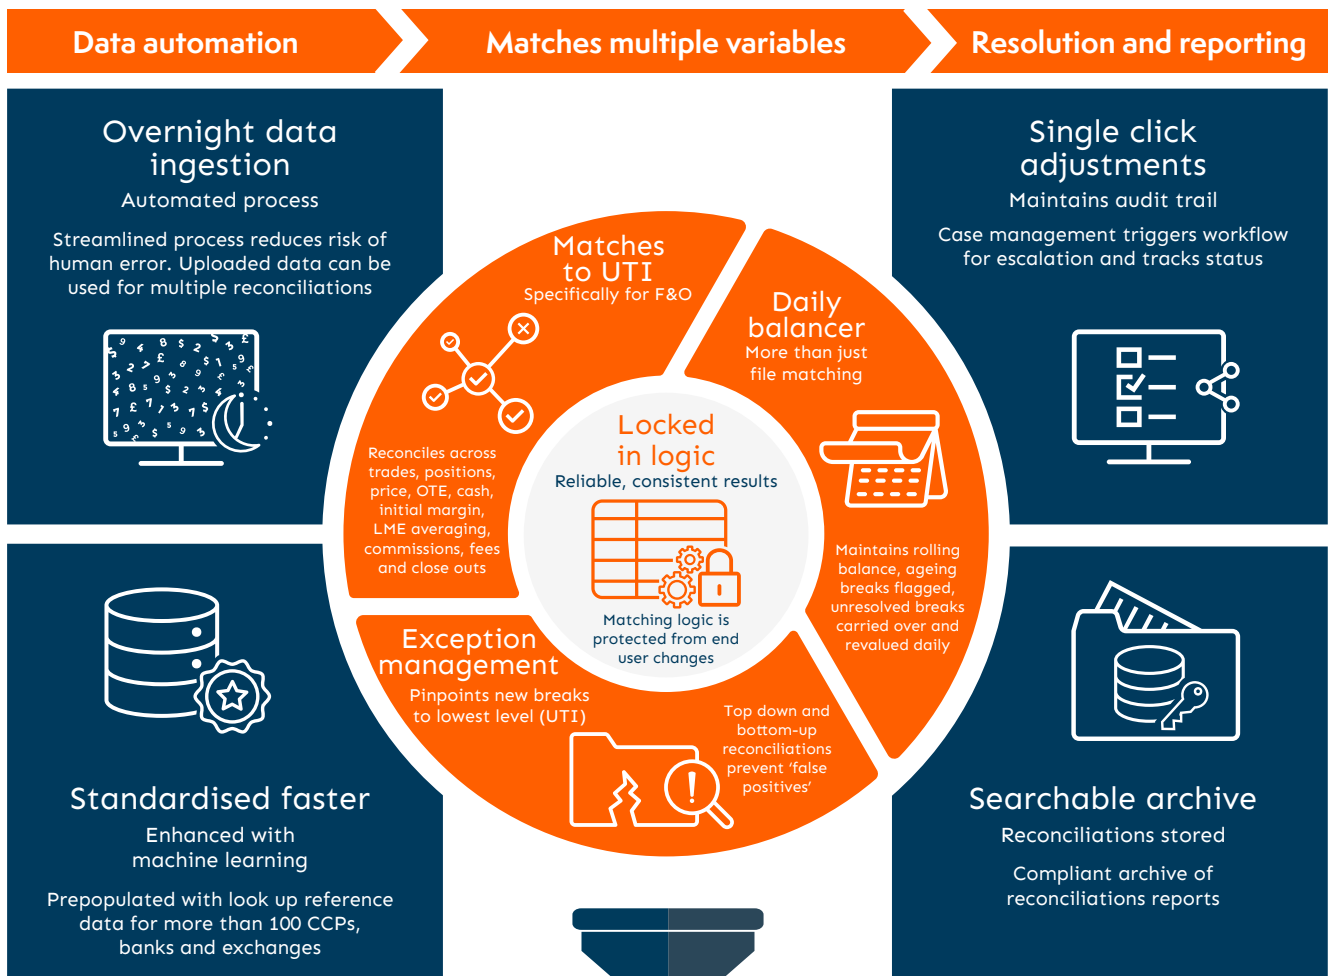 Data automation
Matches multiple variables
Resolution and reporting
Overnight data
ingestion
Automated process
Streamlined process reduces risk of
human error. Uploaded data can be
used for multiple reconciliations
Standardised faster
Enhanced with
machine learning
Prepopulated with look up reference
data for more than 100 CCPs,
banks and exchanges
Matches
to UTI
Specifically for F&O
Reconciles across
trades, positions,
price, OTE, cash,
initial margin,
LME averaging,
commissions, fees
and close outs
Daily
balancer
More than just
file matching
Maintains rolling
balance, ageing
breaks flagged,
unresolved breaks
carried over and
revalued daily
Locked
in logic
Reliable, consistent results
Matching logic is
protected from end
user changes
Exception
management
Pinpoints new breaks
to lowest level (UTI)
Top down and
bottom-up
reconciliations
prevent ‘false
positives’
Single click
adjustments
Maintains audit trail
Case management triggers workflow
for escalation and tracks status
Searchable archive
Reconciliations stored
Compliant archive of
reconciliations reports